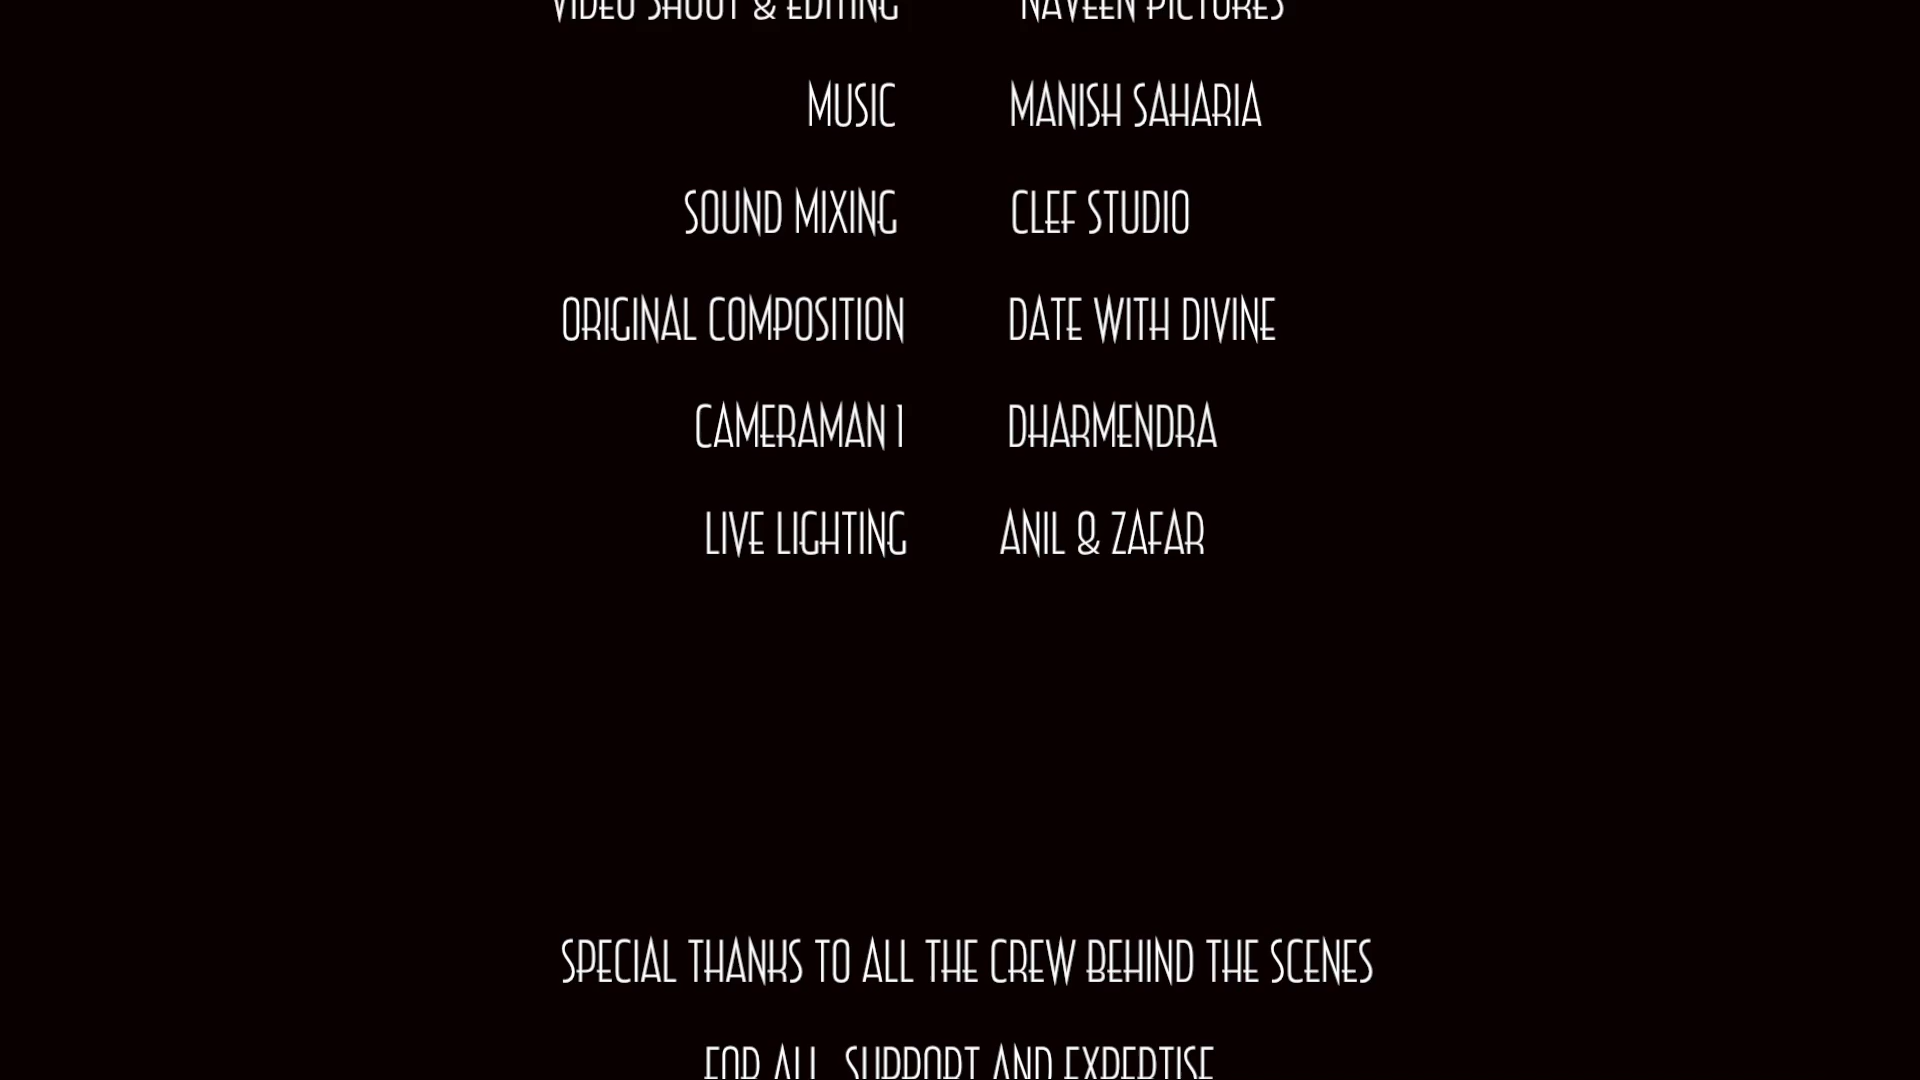 VIDEO SHOOT & EDITING NAVEEN PICTURES
MUSIC MANISH SAHARIA
SOUND MIXING CLEF STUDIO
ORIGINAL COMPOSITION DATE WITH DIVINE
CAMERAMAN 1 DHARMENDRA
LIVE LIGHTING ANIL & ZAFAR
SPECIAL THANKS TO ALL THE CREW BEHIND THE SCENES
FOR ALL SUPPORT AND EXPERTISE